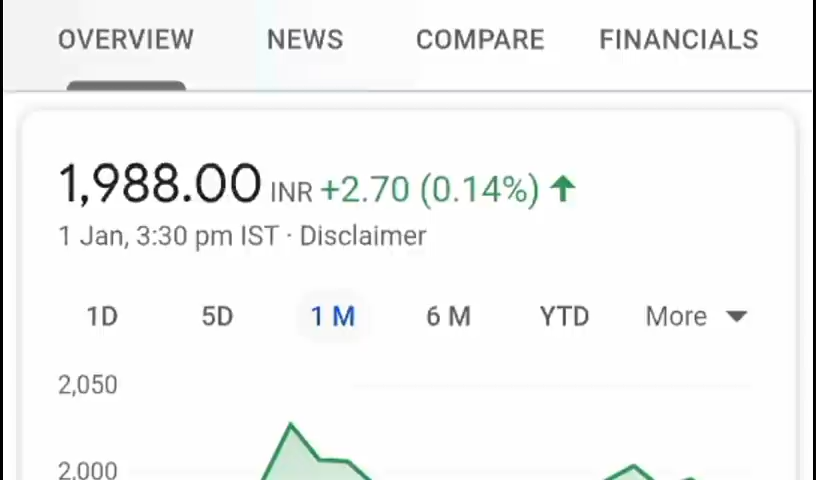 OVERVIEW NEWS COMPARE FINANCIALS
1,988.00 INR +2.70 (0.14%)
1 Jan, 3:30 pm IST · Disclaimer
1D 5D 1 M 6 M YTD More
2,050
2,000